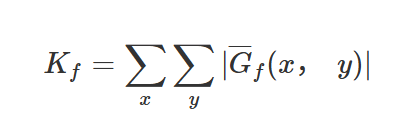 $K_f = \sum_x \sum_y |\overline{G}_f(x, y)|$